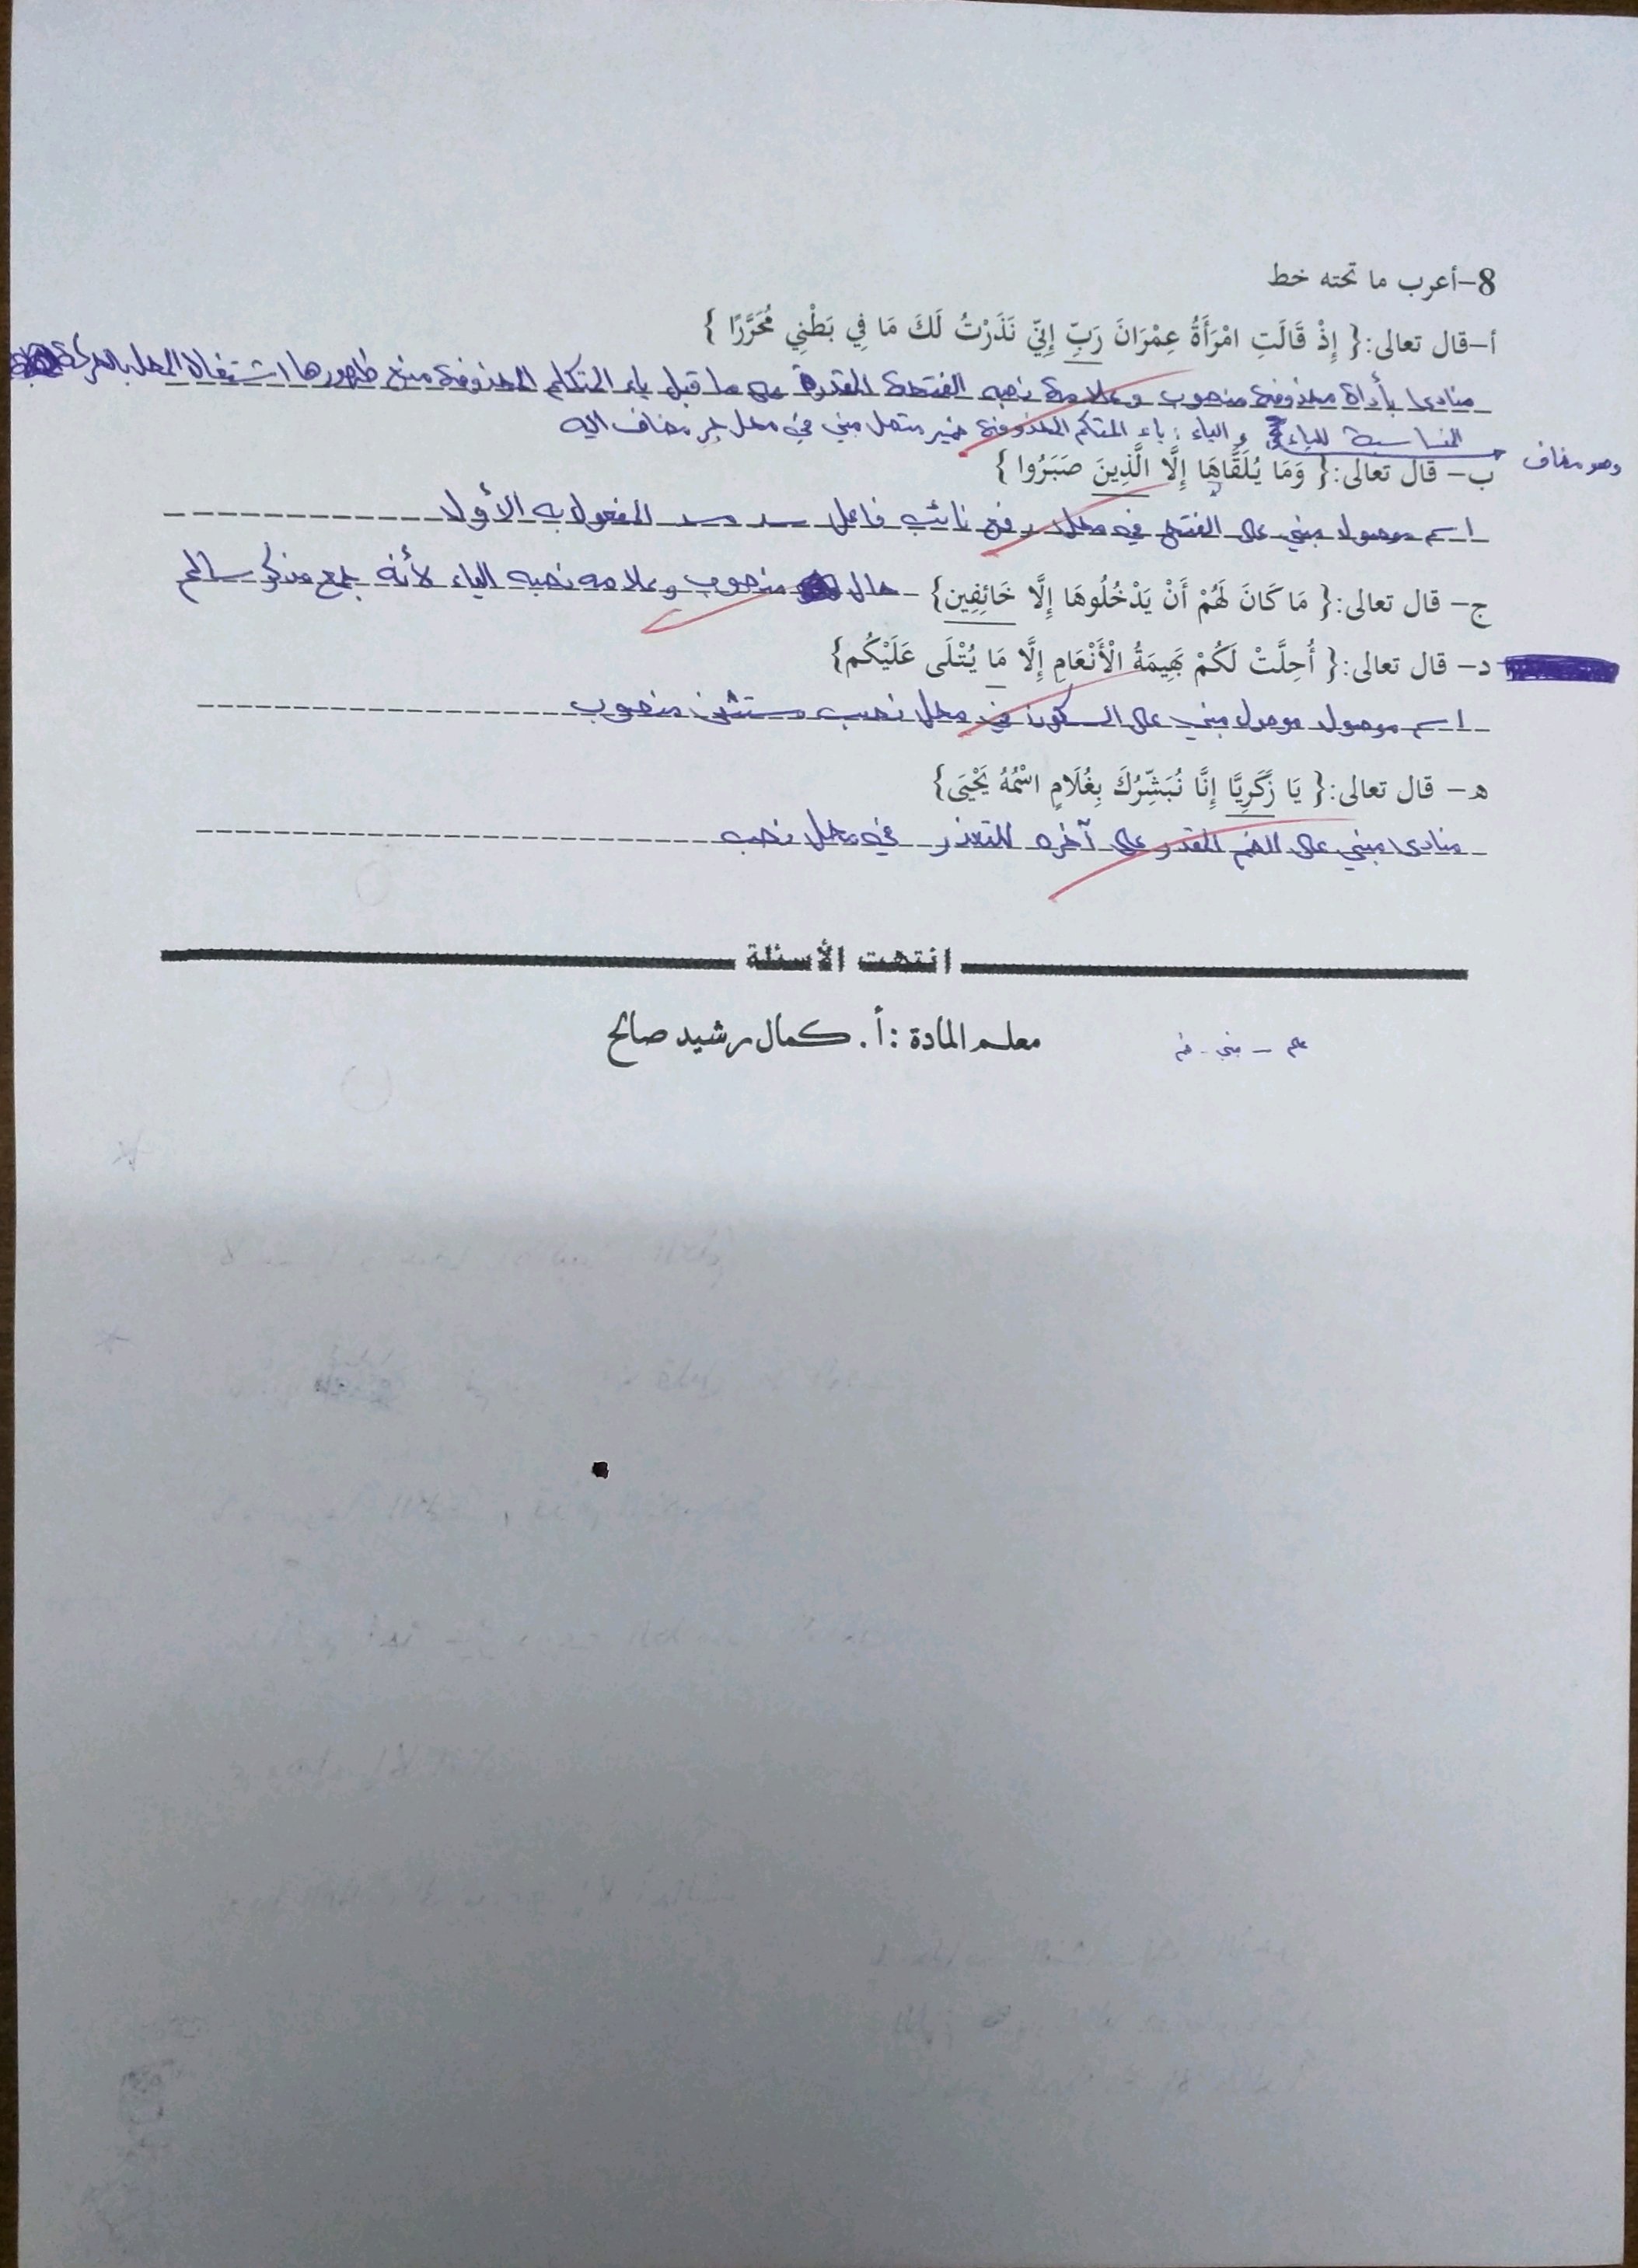 8-أعرب ما تحته خط
أ-قال تعالى:{ إِذْ قَالَتِ امْرَأَةُ عِمْرَانَ رَبِّ إِنِّي نَذَرْتُ لَكَ مَا فِي بَطْنِي مُحَرَّرًا }
منادى بأداة محذوفة منصوب وعلامة نصبه الفتحة المقدرة على ما قبل ياء المتكلم المحذوفة منع ظهورها اشتغال المحل بالحركة
المناسبة للياء و الياء : ياء المتكلم المحذوفة ضمير متصل مبني في محل جر مضاف اليه
وهو مضاف
ب- قال تعالى:{ وَمَا يُلَقَّاهَا إِلَّا الَّذِينَ صَبَرُوا }
اسم موصول مبني على الفتح في محل رفع نائب فاعل سد مسد المفعول به الأول
ج- قال تعالى:{ مَا كَانَ لَهُمْ أَنْ يَدْخُلُوهَا إِلَّا خَائِفِين} حال منصوب وعلامه نصبه الياء لأنه جمع مذكر سالم
د- قال تعالى:{ أُحِلَّتْ لَكُمْ بَهِيمَةُ الْأَنْعَامِ إِلَّا مَا يُتْلَى عَلَيْكُم}
اسم موصول موصول مبني على السكون في محل نصب مستثنى منصوب
هـ- قال تعالى:{ يَا زَكَرِيَّا إِنَّا نُبَشِّرُكَ بِغُلَامٍ اسْمُهُ يَحْيَى}
منادى مبني على الضم المقدر على آخره للتعذر في محل نصب
انتهت الأسئلة
معلم المادة : أ. كمال رشيد صالح